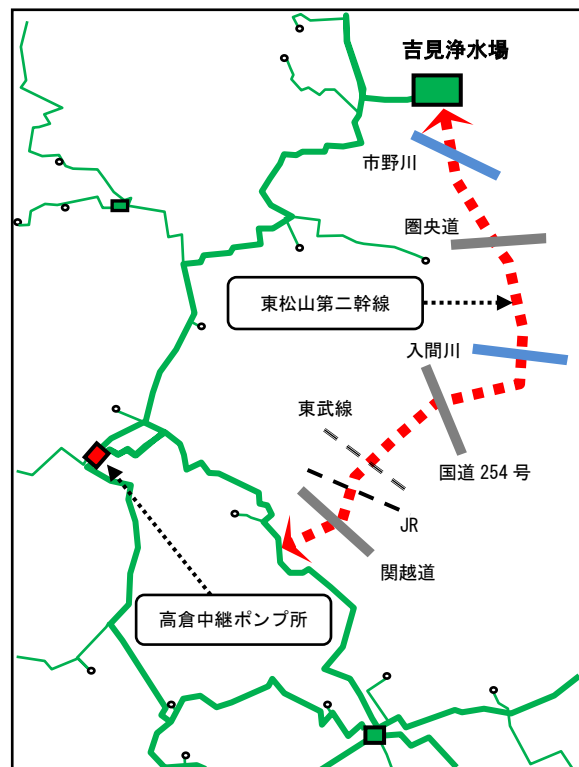 吉見浄水場
市野川
圏央道
東松山第二幹線
入間川
東武線
国道 254 号
JR
関越道
高倉中継ポンプ所